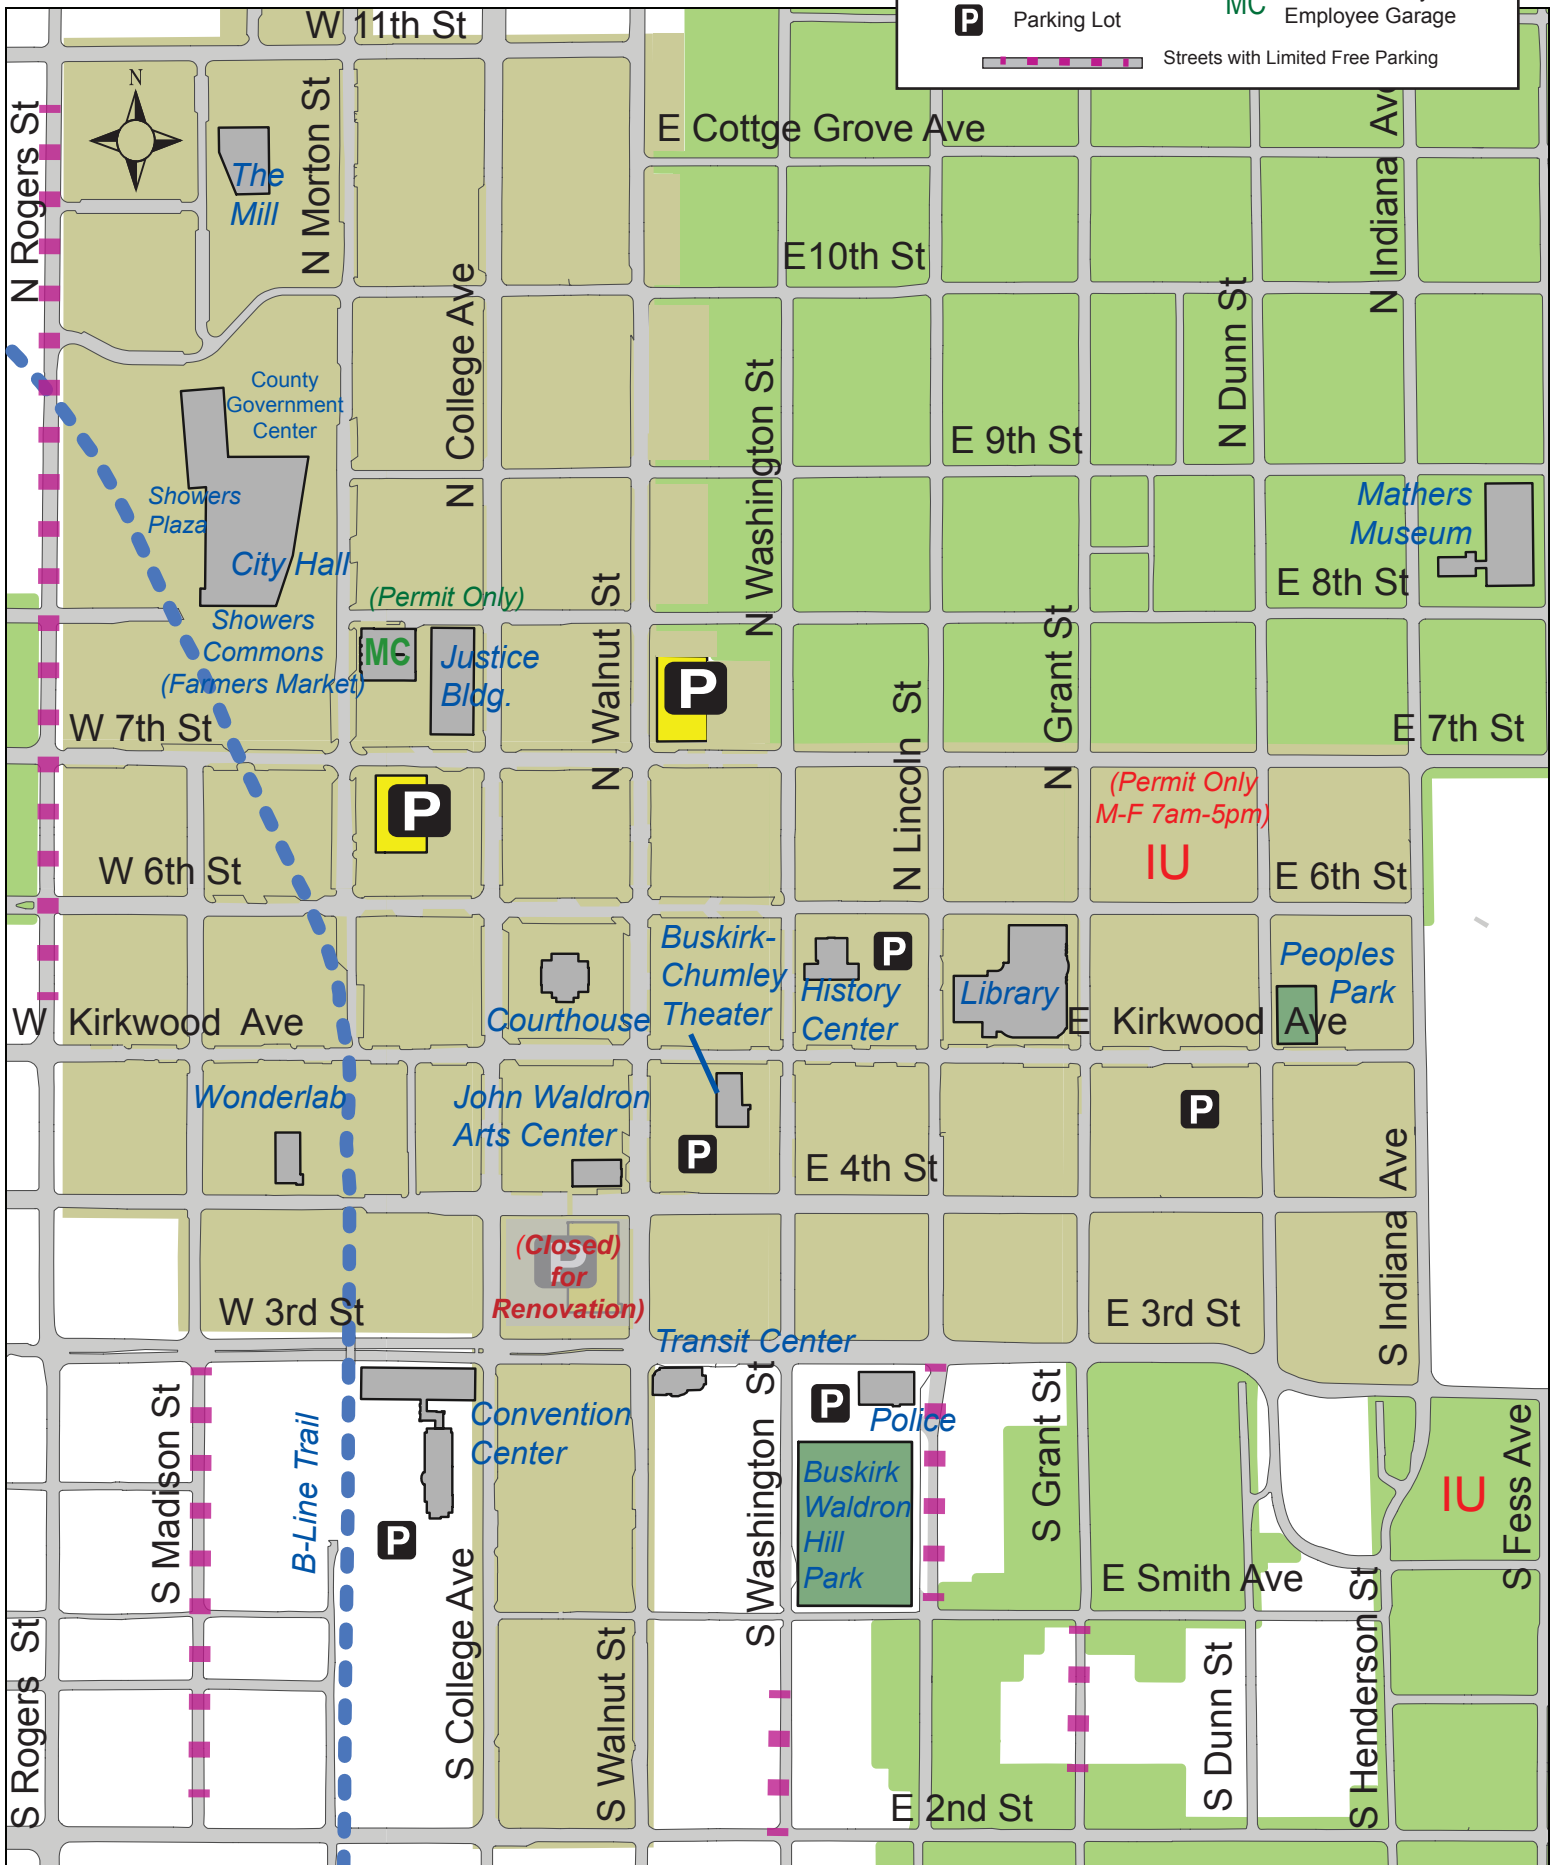 W 11th St
P
Parking Lot
MC
Employee Garage
Streets with Limited Free Parking
N
N Rogers St
N Morton St
The
Mill
E Cottge Grove Ave
N Indiana Ave
E10th St
N College Ave
N Dunn St
County
Government
Center
N Washington St
E 9th St
Showers
Plaza
City Hall
Mathers
Museum
E 8th St
(Permit Only)
Showers
Commons
(Farmers Market)
MC
Justice
Bldg.
N Walnut St
P
N Lincoln St
N Grant St
W 7th St
E 7th St
P
(Permit Only
M-F 7am-5pm)
IU
W 6th St
E 6th St
Buskirk-
Chumley
Theater
P
History
Center
Library
Peoples
Park
Courthouse
W Kirkwood Ave
E Kirkwood Ave
Wonderlab
John Waldron
Arts Center
P
P
E 4th St
S Indiana Ave
P
(Closed)
for
Renovation)
W 3rd St
E 3rd St
Transit Center
S Madison St
B-Line Trail
Convention
Center
P
S Washington St
P
Police
Buskirk
Waldron
Hill
Park
S Grant St
IU
S Fess Ave
E Smith Ave
S Rogers St
S College Ave
S Walnut St
S Dunn St
S Henderson St
E 2nd St